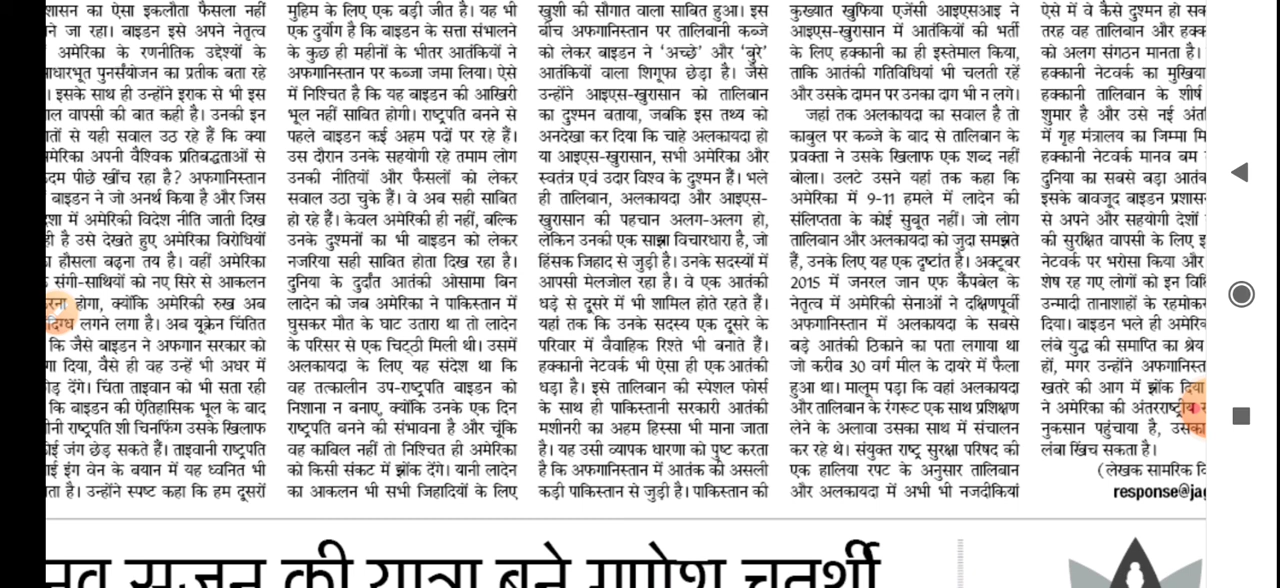 शासन का ऐसा इकलौता फैसला नहीं
जा रहा। बाइडन इसे अपने नेतृत्व
अमेरिका के रणनीतिक उद्देश्यों के
पुनर्संयोजन का प्रतीक बता रहे
। इसके साथ ही उन्होंने इराक से भी इस
वापसी की बात कही है। उनकी इन
से यही सवाल उठ रहे हैं कि क्या
अपनी वैश्विक प्रतिबद्धताओं से
पीछे खींच रहा है? अफगानिस्तान
बाइडन ने जो अनर्थ किया है और जिस
में अमेरिकी विदेश नीति जाती दिख
है उसे देखते हुए अमेरिका विरोधियों
हौसला बढ़ना तय है। वहीं अमेरिका
संगी-साथियों को नए सिरे से आकलन
होगा, क्योंकि अमेरिकी रुख अब
लगने लगा है। अब यूक्रेन चिंतित
कि जैसे बाइडन ने अफगान सरकार को
दिया, वैसे ही वह उन्हें भी अधर में
देंगे। चिंता ताइवान को भी सता रही
कि बाइडन की ऐतिहासिक भूल के बाद
राष्ट्रपति शी चिनफिंग उसके खिलाफ
जंग छेड़ सकते हैं। ताइवानी राष्ट्रपति
इंग वेन के बयान में यह ध्वनित भी
है। उन्होंने स्पष्ट कहा कि हम दूसरों
मुहिम के लिए एक बड़ी जीत है। यह भी
एक दुर्योग है कि बाइडन के सत्ता संभालने
के कुछ ही महीनों के भीतर आतंकियों ने
अफगानिस्तान पर कब्जा जमा लिया। ऐसे
में निश्चित है कि यह बाइडन की आखिरी
भूल नहीं साबित होगी। राष्ट्रपति बनने से
पहले बाइडन कई अहम पदों पर रहे हैं।
उस दौरान उनके सहयोगी रहे तमाम लोग
उनकी नीतियों और फैसलों को लेकर
सवाल उठा चुके हैं। वे अब सही साबित
हो रहे हैं। केवल अमेरिकी ही नहीं, बल्कि
उनके दुश्मनों का भी बाइडन को लेकर
नजरिया सही साबित होता दिख रहा है।
दुनिया के दुर्दांत आतंकी ओसामा बिन
लादेन को जब अमेरिका ने पाकिस्तान में
घुसकर मौत के घाट उतारा था तो लादेन
के परिसर से एक चिट्ठी मिली थी। उसमें
अलकायदा के लिए यह संदेश था कि
वह तत्कालीन उप-राष्ट्रपति बाइडन को
निशाना न बनाए, क्योंकि उनके एक दिन
राष्ट्रपति बनने की संभावना है और चूंकि
वह काबिल नहीं तो निश्चित ही अमेरिका
को किसी संकट में झोंक देंगे। यानी लादेन
का आकलन भी सभी जिहादियों के लिए
खुशी की सौगात वाला साबित हुआ। इस
बीच अफगानिस्तान पर तालिबानी कब्जे
को लेकर बाइडन ने 'अच्छे' और 'बुरे'
आतंकियों वाला शिगूफा छेड़ा है। जैसे
उन्होंने आइएस-खुरासान को तालिबान
का दुश्मन बताया, जबकि इस तथ्य को
अनदेखा कर दिया कि चाहे अलकायदा हो
या आइएस-खुरासान, सभी अमेरिका और
स्वतंत्र एवं उदार विश्व के दुश्मन हैं। भले
ही तालिबान, अलकायदा और आइएस-
खुरासान की पहचान अलग-अलग हो,
लेकिन उनकी एक साझा विचारधारा है, जो
हिंसक जिहाद से जुड़ी है। उनके सदस्यों में
आपसी मेलजोल रहा है। वे एक आतंकी
धड़े से दूसरे में भी शामिल होते रहते हैं।
यहां तक कि उनके सदस्य एक दूसरे के
परिवार में वैवाहिक रिश्ते भी बनाते हैं।
हक्कानी नेटवर्क भी ऐसा ही एक आतंकी
धड़ा है। इसे तालिबान की स्पेशल फोर्स
के साथ ही पाकिस्तानी सरकारी आतंकी
मशीनरी का अहम हिस्सा भी माना जाता
है। यह उसी व्यापक धारणा को पुष्ट करता
है कि अफगानिस्तान में आतंक की असली
कड़ी पाकिस्तान से जुड़ी है। पाकिस्तान की
कुख्यात खुफिया एजेंसी आइएसआइ ने
आइएस-खुरासान में आतंकियों की भर्ती
के लिए हक्कानी का ही इस्तेमाल किया,
ताकि आतंकी गतिविधियां भी चलती रहें
और उसके दामन पर उनका दाग भी न लगे।
जहां तक अलकायदा का सवाल है तो
काबुल पर कब्जे के बाद से तालिबान के
प्रवक्ता ने उसके खिलाफ एक शब्द नहीं
बोला। उलटे उसने यहां तक कहा कि
अमेरिका में 9-11 हमले में लादेन की
संलिप्तता के कोई सुबूत नहीं। जो लोग
तालिबान और अलकायदा को जुदा समझते
हैं, उनके लिए यह एक दृष्टांत है। अक्टूबर
2015 में जनरल जान एफ कैंपबेल के
नेतृत्व में अमेरिकी सेनाओं ने दक्षिणपूर्वी
अफगानिस्तान में अलकायदा के सबसे
बड़े आतंकी ठिकाने का पता लगाया था
जो करीब 30 वर्ग मील के दायरे में फैला
हुआ था। मालूम पड़ा कि वहां अलकायदा
और तालिबान के रंगरूट एक साथ प्रशिक्षण
लेने के अलावा उसका साथ में संचालन
कर रहे थे। संयुक्त राष्ट्र सुरक्षा परिषद की
एक हालिया रपट के अनुसार तालिबान
और अलकायदा में अभी भी नजदीकियां
ऐसे में वे कैसे दुश्मन हो सक
तरह वह तालिबान और हक्क
को अलग संगठन मानता है।
हक्कानी नेटवर्क का मुखिया
हक्कानी तालिबान के शीर्ष
शुमार है और उसे नई अंत
में गृह मंत्रालय का जिम्मा मि
हक्कानी नेटवर्क मानव बम
दुनिया का सबसे बड़ा आतंक
इसके बावजूद बाइडन प्रशास
से अपने और सहयोगी देशों
की सुरक्षित वापसी के लिए इ
नेटवर्क पर भरोसा किया और
शेष रह गए लोगों को इन विधि
उन्मादी तानाशाहों के रहमोकर
दिया। बाइडन भले ही अमेरिक
लंबे युद्ध की समाप्ति का श्रेय
हों, मगर उन्होंने अफगानिस्त
खतरे की आग में झोंक दिया
ने अमेरिका की अंतरराष्ट्रीय
नुकसान पहुंचाया है, उसका
लंबा खिंच सकता है।
(लेखक सामरिक वि
response@jag
नव सृजन की यात्रा बने गणेश चतुर्थी